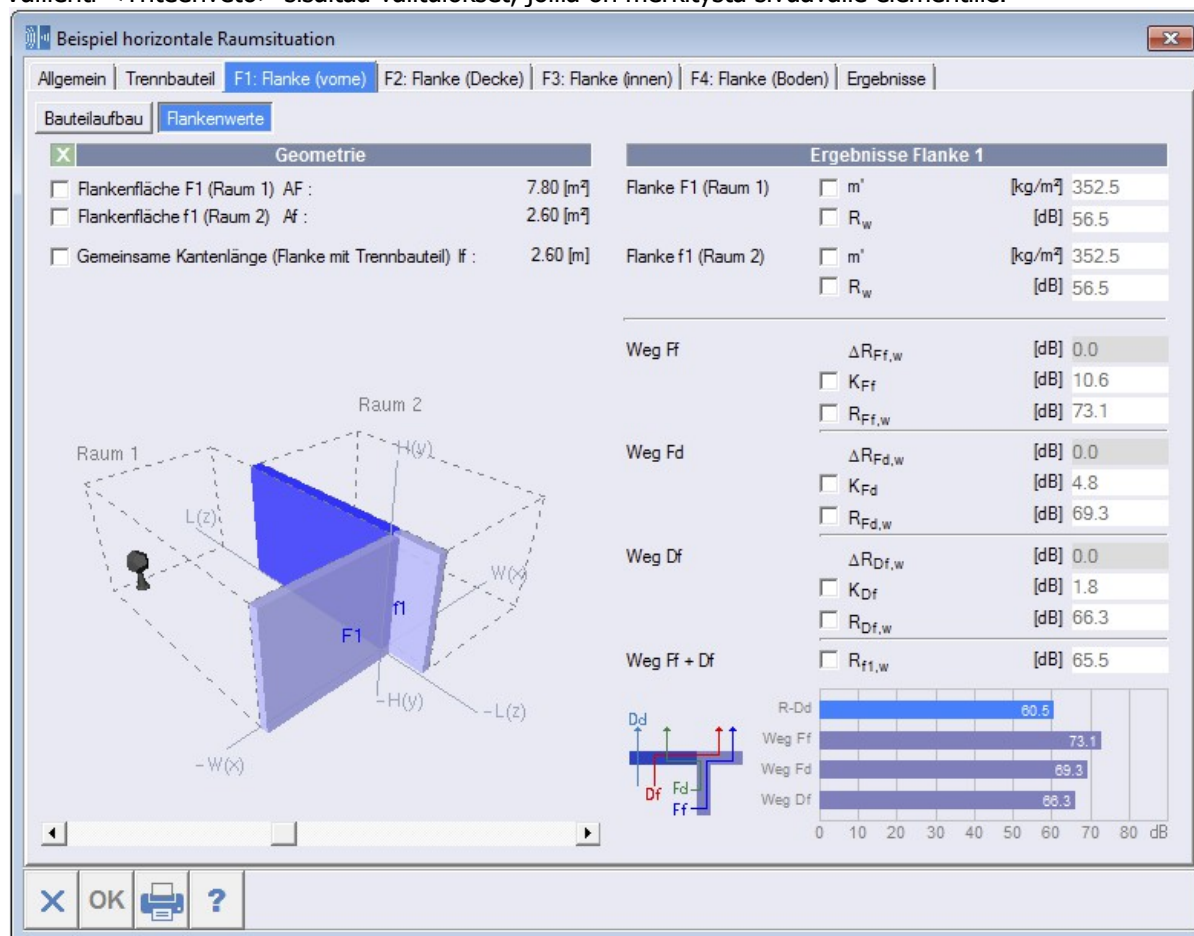 Beispiel horizontale Raumsituation
Allgemein Trennbauteil F1: Flanke (vorne) F2: Flanke (Decke) F3: Flanke (innen) F4: Flanke (Boden) Ergebnisse
Bauteilaufbau Flankenwerte
X Geometrie
Flankenfläche F1 (Raum 1) AF : 7.80 [m²]
Flankenfläche f1 (Raum 2) Af : 2.60 [m²]
Gemeinsame Kantenlänge (Flanke mit Trennbauteil) lf : 2.60 [m]
Raum 2
Raum 1
H(y)
L(z)
W(x)
f1
F1
-H(y)
-L(z)
-W(x)
Ergebnisse Flanke 1
Flanke F1 (Raum 1) m' [kg/m²] 352.5
Rw [dB] 56.5
Flanke f1 (Raum 2) m' [kg/m²] 352.5
Rw [dB] 56.5
Weg Ff ΔRFf,w [dB] 0.0
KFf [dB] 10.6
RFf,w [dB] 73.1
Weg Fd ΔRFd,w [dB] 0.0
KFd [dB] 4.8
RFd,w [dB] 69.3
Weg Df ΔRDf,w [dB] 0.0
KDf [dB] 1.8
RDf,w [dB] 66.3
Weg Ff + Df Rf1,w [dB] 65.5
Dd
Df
Fd
Ff
R-Dd 60.5
Weg Ff 73.1
Weg Fd 69.3
Weg Df 66.3
0 10 20 30 40 50 60 70 80 dB
OK ?